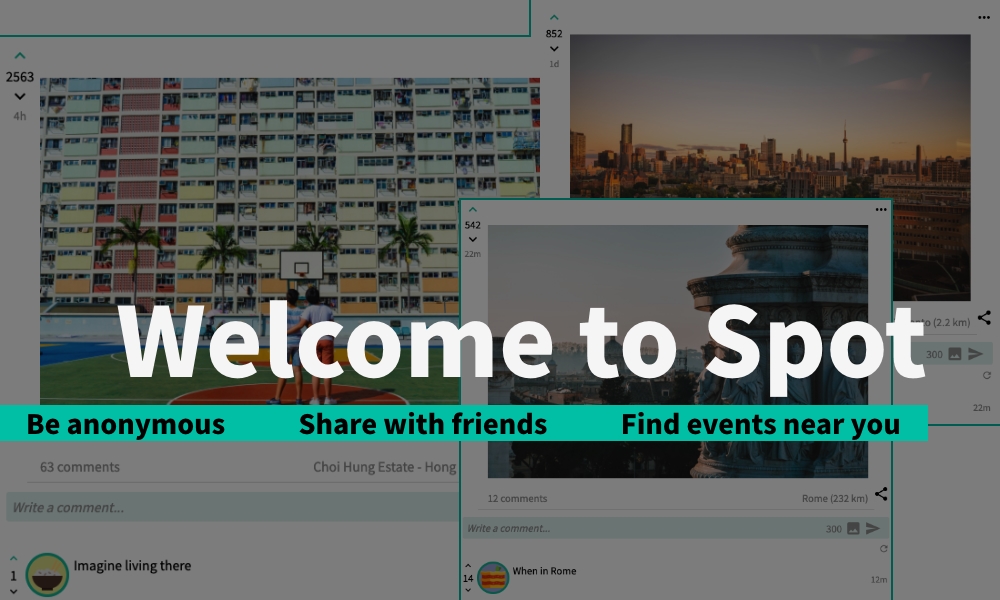 2563
4h
852
1d
542
22m
Welcome to Spot
Be anonymous Share with friends Find events near you
(2.2 km)
300
22m
63 comments Choi Hung Estate - Hong
Write a comment...
1 Imagine living there
12 comments Rome (232 km)
Write a comment... 300
14 When in Rome 12m